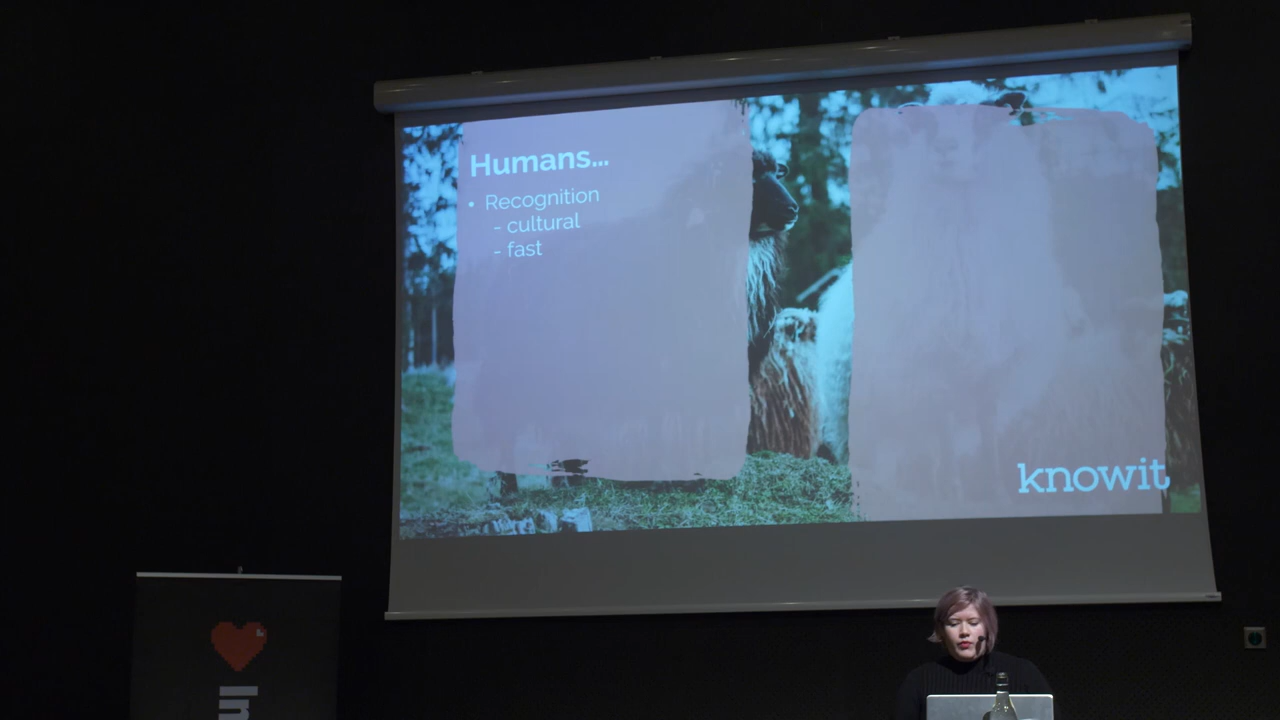 Humans...
• Recognition
- cultural
- fast
knowit